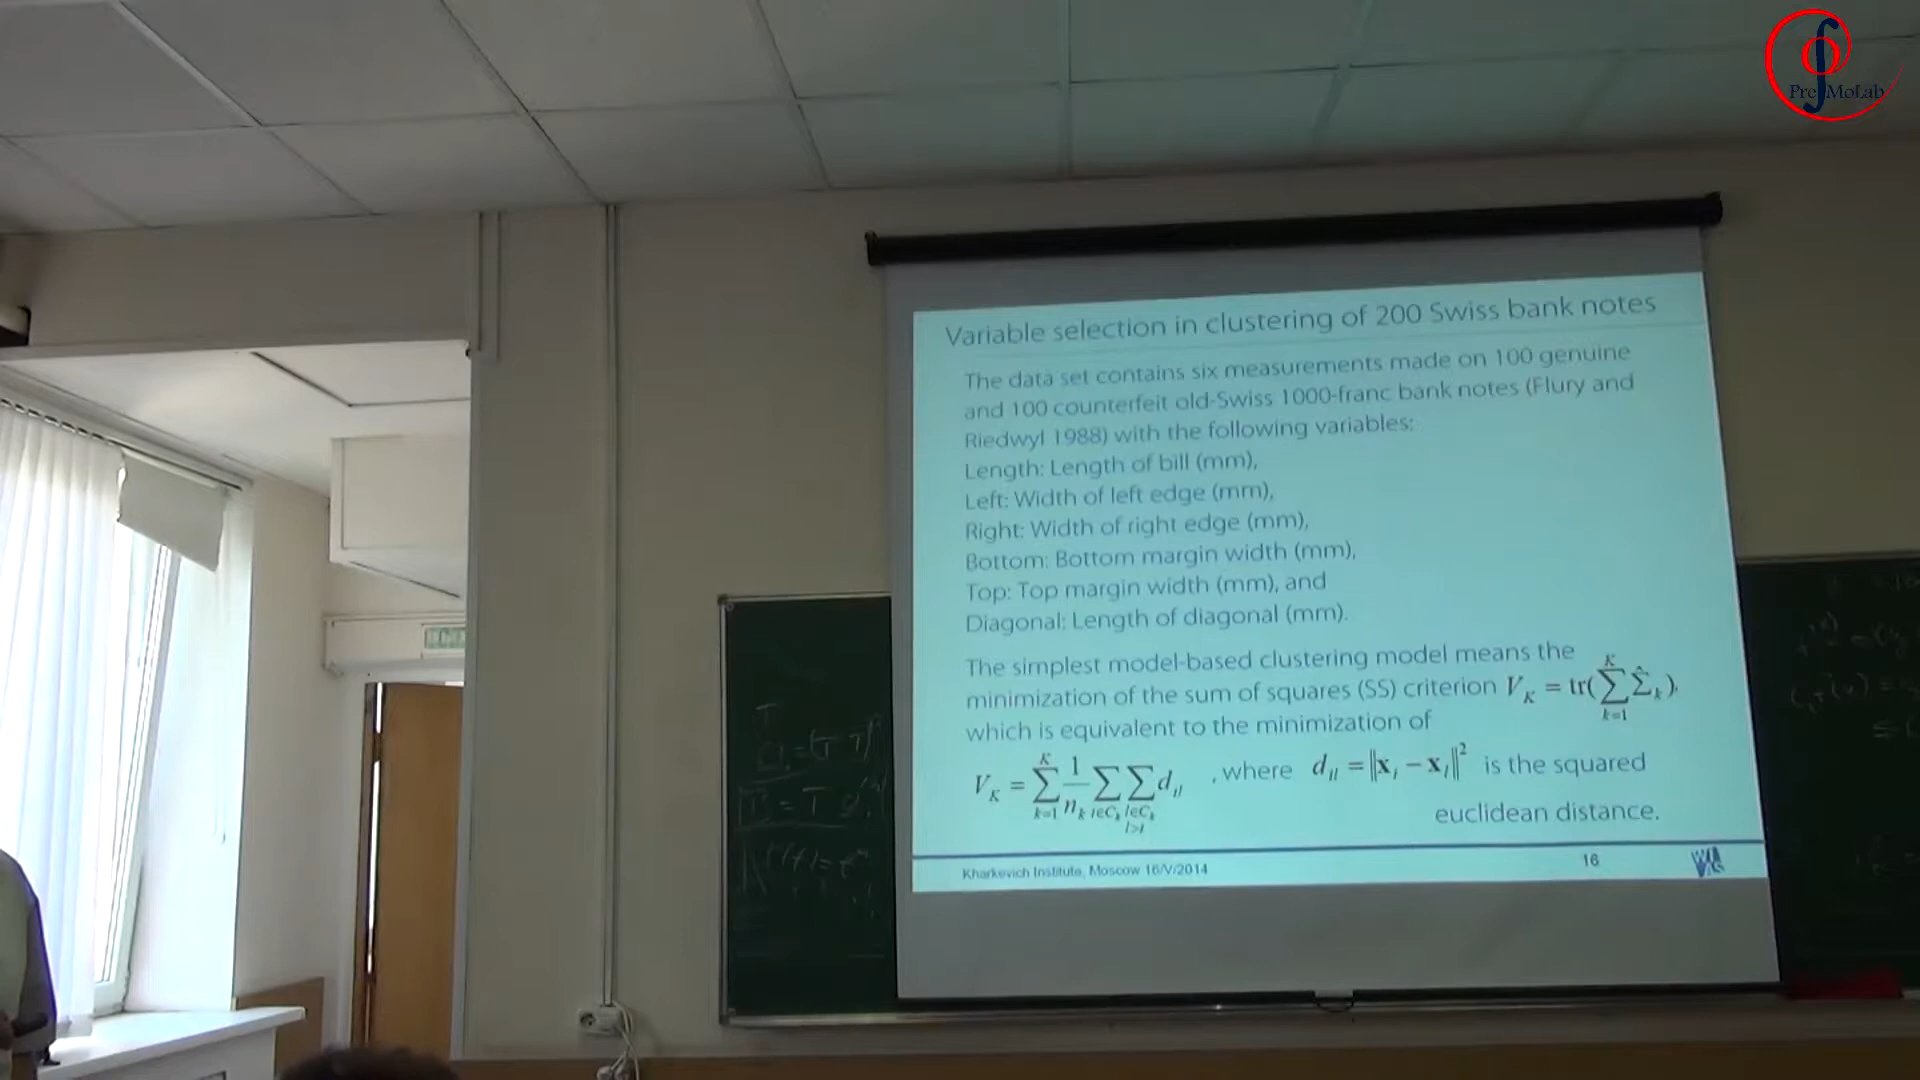 PreMoLab
Variable selection in clustering of 200 Swiss bank notes
The data set contains six measurements made on 100 genuine
and 100 counterfeit old-Swiss 1000-franc bank notes (Flury and
Riedwyl 1988) with the following variables:
Length: Length of bill (mm),
Left: Width of left edge (mm),
Right: Width of right edge (mm),
Bottom: Bottom margin width (mm),
Top: Top margin width (mm), and
Diagonal: Length of diagonal (mm).
The simplest model-based clustering model means the
minimization of the sum of squares (SS) criterion V_K = tr(∑_{k=1}^{K} Σ̂_k),
which is equivalent to the minimization of
V_K = ∑_{k=1}^{K} 1/n_k ∑_{i∈C_k} ∑_{l∈C_k, l>i} d_{il} , where d_{il} = ‖x_i − x_l‖² is the squared
euclidean distance.
Kharkevich Institute, Moscow 16/V/2014 16